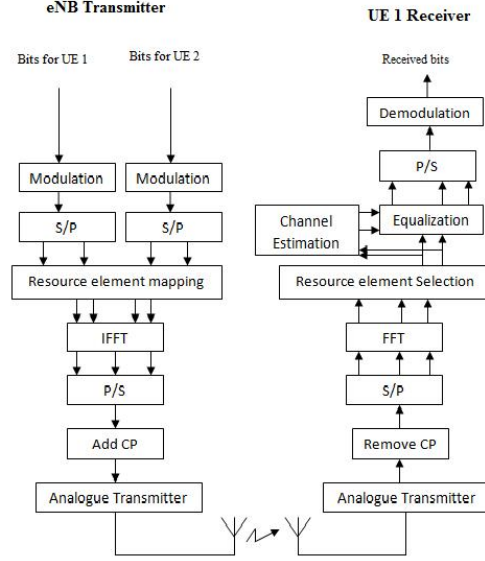 eNB Transmitter
Bits for UE 1
Bits for UE 2
Modulation
Modulation
S/P
S/P
Resource element mapping
IFFT
P/S
Add CP
Analogue Transmitter
UE 1 Receiver
Received bits
Demodulation
P/S
Channel
Estimation
Equalization
Resource element Selection
FFT
S/P
Remove CP
Analogue Transmitter